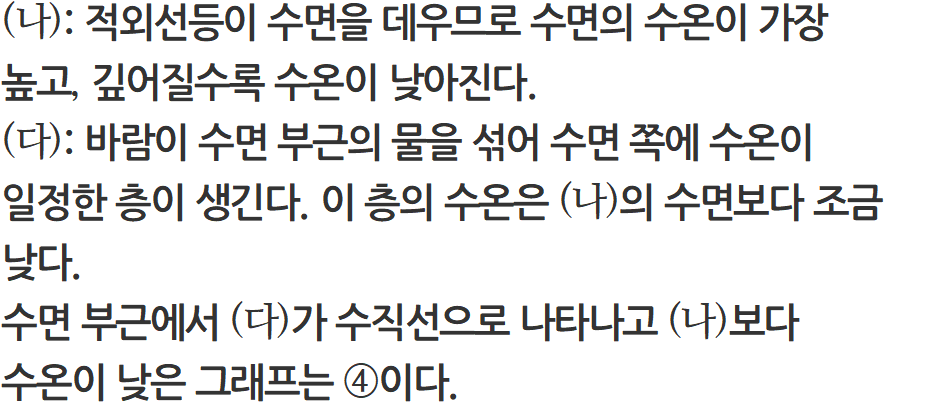 (나): 적외선등이 수면을 데우므로 수면의 수온이 가장
높고, 깊어질수록 수온이 낮아진다.
(다): 바람이 수면 부근의 물을 섞어 수면 쪽에 수온이
일정한 층이 생긴다. 이 층의 수온은 (나)의 수면보다 조금
낮다.
수면 부근에서 (다)가 수직선으로 나타나고 (나)보다
수온이 낮은 그래프는 ④이다.